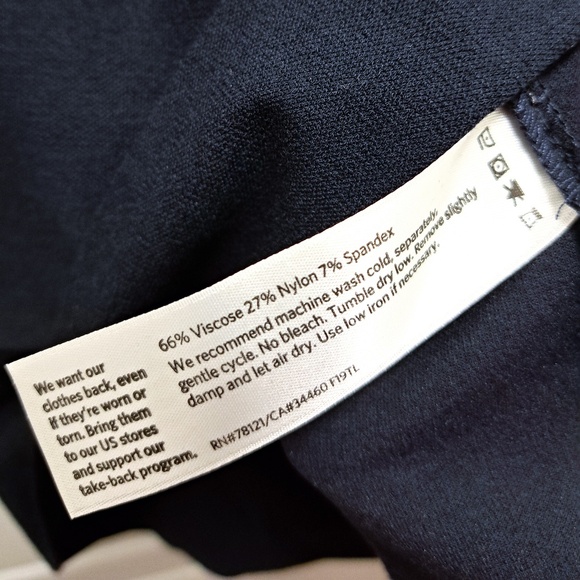 We want our
clothes back, even
if they're worn or
torn. Bring them
to our US stores
and support our
take-back program.
66% Viscose 27% Nylon 7% Spandex
We recommend machine wash cold, separately,
gentle cycle. No bleach. Tumble dry low. Remove slightly
damp and let air dry. Use low iron if necessary.
RN#78121/CA#34460 F19TL